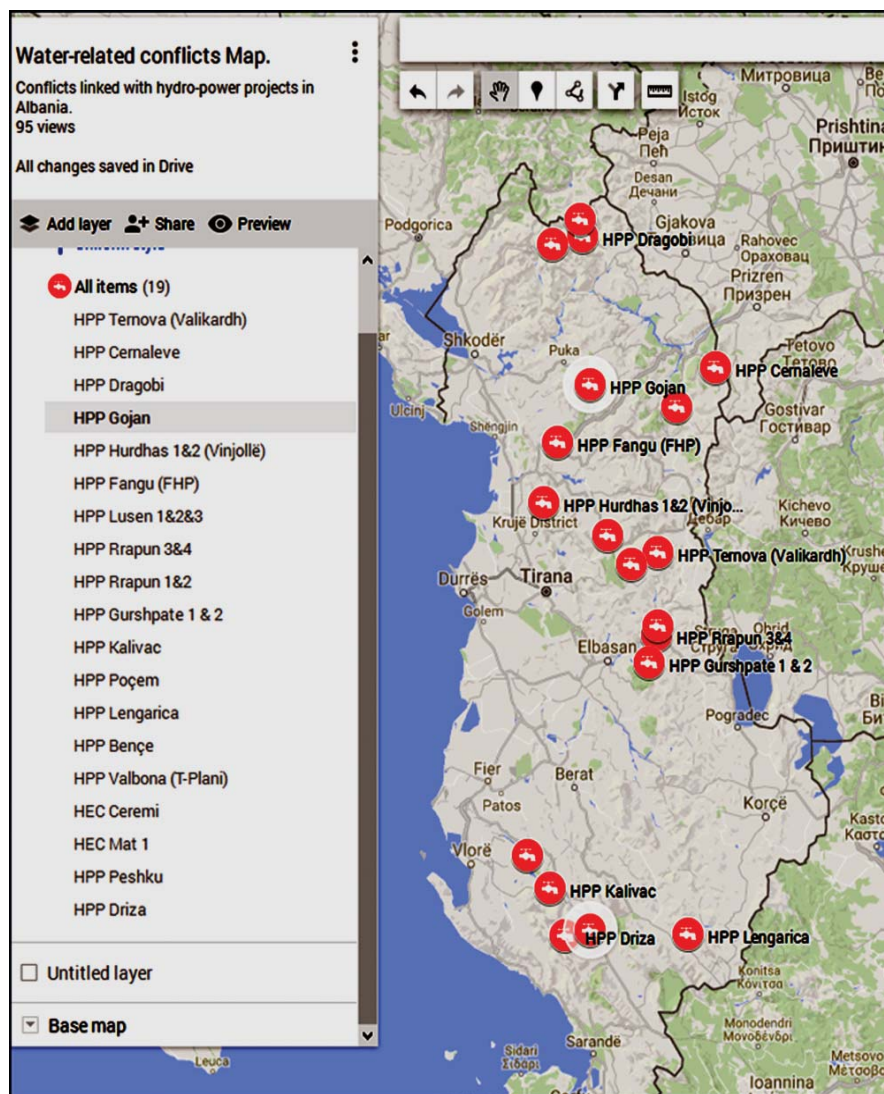 Water-related conflicts Map.
Conflicts linked with hydro-power projects in
Albania.
95 views
All changes saved in Drive
Add layer Share Preview
All items (19)
HPP Ternova (Valikardh)
HPP Cernaleve
HPP Dragobi
HPP Gojan
HPP Hurdhas 1&2 (Vinjollë)
HPP Fangu (FHP)
HPP Lusen 1&2&3
HPP Rrapun 3&4
HPP Rrapun 1&2
HPP Gurshpate 1 & 2
HPP Kalivac
HPP Poçem
HPP Lengarica
HPP Bençe
HPP Valbona (T-Plani)
HEC Ceremi
HEC Mat 1
HPP Peshku
HPP Driza
Untitled layer
Base map
Митровица
Istog
Исток
Peja
Пећ
Prishtina
Desan
Дечани
Podgorica
Gjakova
HPP Dragobi
Rahovec
Ораховац
Prizren
Призрен
Shkodër
Puka
Tetovo
Тетово
HPP Cernaleve
HPP Gojan
Ulcinj
Shëngjin
Gostivar
Гостивар
HPP Fangu (FHP)
HPP Hurdhas 1&2 (Vinjo...
Krujë District
Дебар
Kichevo
Кичево
HPP Ternova (Valikardh)
Durrës
Tirana
Golem
HPP Rrapun 3&4
Elbasan
Струга
Ohrid
HPP Gurshpate 1 & 2
Pogradec
Fier
Berat
Patos
Korçë
Vlorë
HPP Kalivac
HPP Driza
HPP Lengarica
Konitsa
Κόνιτσα
Monodendri
Μονοδένδρι
Leuca
Sidari
Σιδάρι
Sarandë
Metsovo
Ioannina